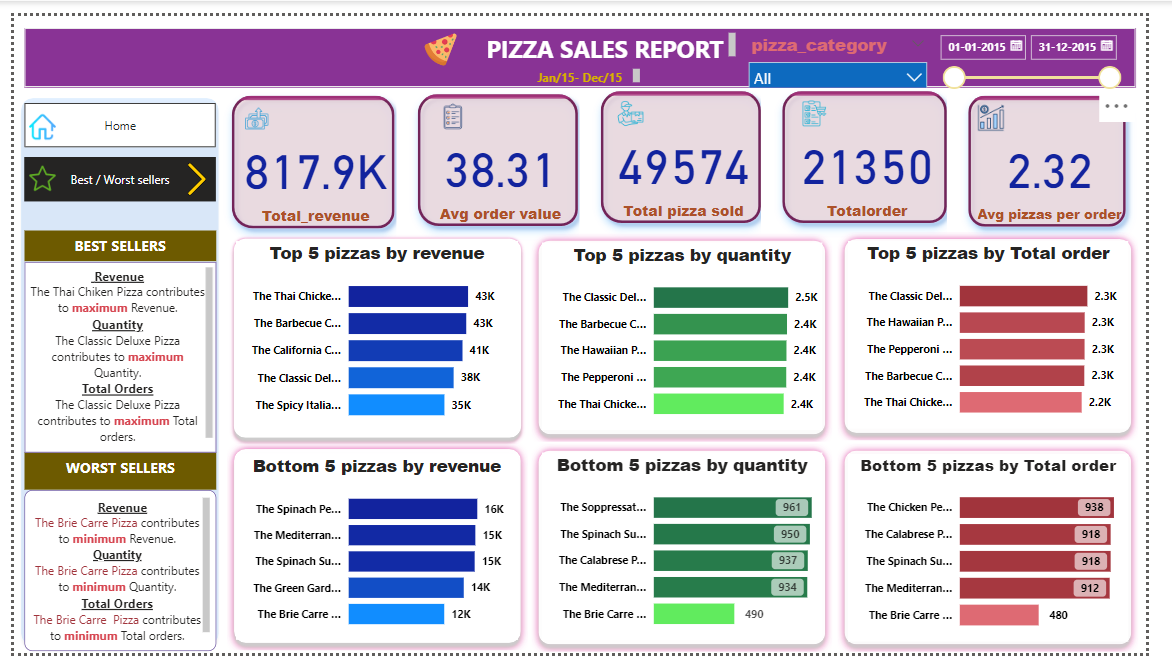 PIZZA SALES REPORT
Jan/15- Dec/15
pizza_category
All
01-01-2015
31-12-2015
Home
Best / Worst sellers
817.9K
Total_revenue
38.31
Avg order value
49574
Total pizza sold
21350
Totalorder
2.32
Avg pizzas per order
BEST SELLERS
Revenue
The Thai Chiken Pizza contributes
to maximum Revenue.
Quantity
The Classic Deluxe Pizza
contributes to maximum
Quantity.
Total Orders
The Classic Deluxe Pizza
contributes to maximum Total
orders.
WORST SELLERS
Revenue
The Brie Carre Pizza contributes
to minimum Revenue.
Quantity
The Brie Carre Pizza contributes
to minimum Quantity.
Total Orders
The Brie Carre Pizza contributes
to minimum Total orders.
Top 5 pizzas by revenue
The Thai Chicke... 43K
The Barbecue C... 43K
The California C... 41K
The Classic Del... 38K
The Spicy Italia... 35K
Top 5 pizzas by quantity
The Classic Del... 2.5K
The Barbecue C... 2.4K
The Hawaiian P... 2.4K
The Pepperoni ... 2.4K
The Thai Chicke... 2.4K
Top 5 pizzas by Total order
The Classic Del... 2.3K
The Hawaiian P... 2.3K
The Pepperoni ... 2.3K
The Barbecue C... 2.3K
The Thai Chicke... 2.2K
Bottom 5 pizzas by revenue
The Spinach Pe... 16K
The Mediterran... 15K
The Spinach Su... 15K
The Green Gard... 14K
The Brie Carre ... 12K
Bottom 5 pizzas by quantity
The Soppressat... 961
The Spinach Su... 950
The Calabrese P... 937
The Mediterran... 934
The Brie Carre ... 490
Bottom 5 pizzas by Total order
The Chicken Pe... 938
The Calabrese P... 918
The Spinach Su... 918
The Mediterran... 912
The Brie Carre ... 480